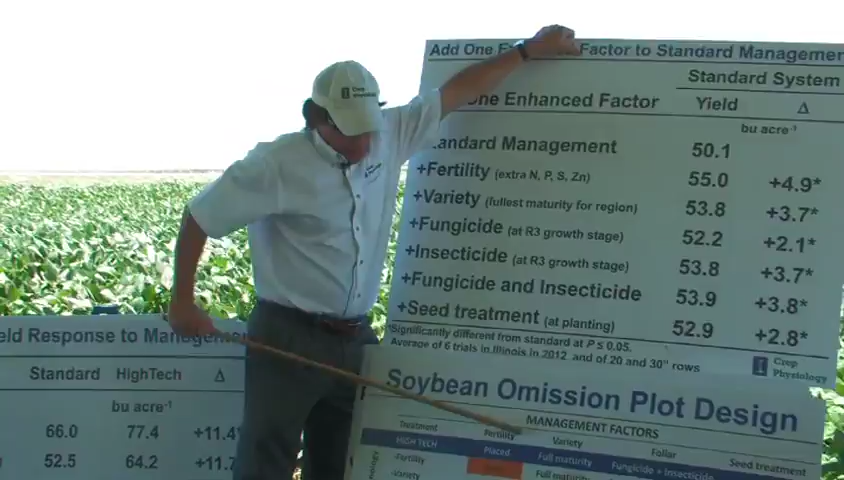 Add One E Factor to Standard Managemen
Standard System
One Enhanced Factor Yield Δ
bu acre-¹
Standard Management 50.1
+Fertility (extra N, P, S, Zn) 55.0 +4.9*
+Variety (fullest maturity for region) 53.8 +3.7*
+Fungicide (at R3 growth stage) 52.2 +2.1*
+Insecticide (at R3 growth stage) 53.8 +3.7*
+Fungicide and Insecticide 53.9 +3.8*
+Seed treatment (at planting) 52.9 +2.8*
*Significantly different from standard at P ≤ 0.05.
Average of 6 trials in Illinois in 2012 and of 20 and 30" rows
Crop Physiology
eld Response to Management
Standard HighTech Δ
bu acre-¹
66.0 77.4 +11.4*
52.5 64.2 +11.7
Soybean Omission Plot Design
MANAGEMENT FACTORS
Treatment Fertility Variety Foliar Seed treatment
HIGH TECH Placed Full maturity Fungicide + Insecticide
-Fertility Full maturity
-Variety